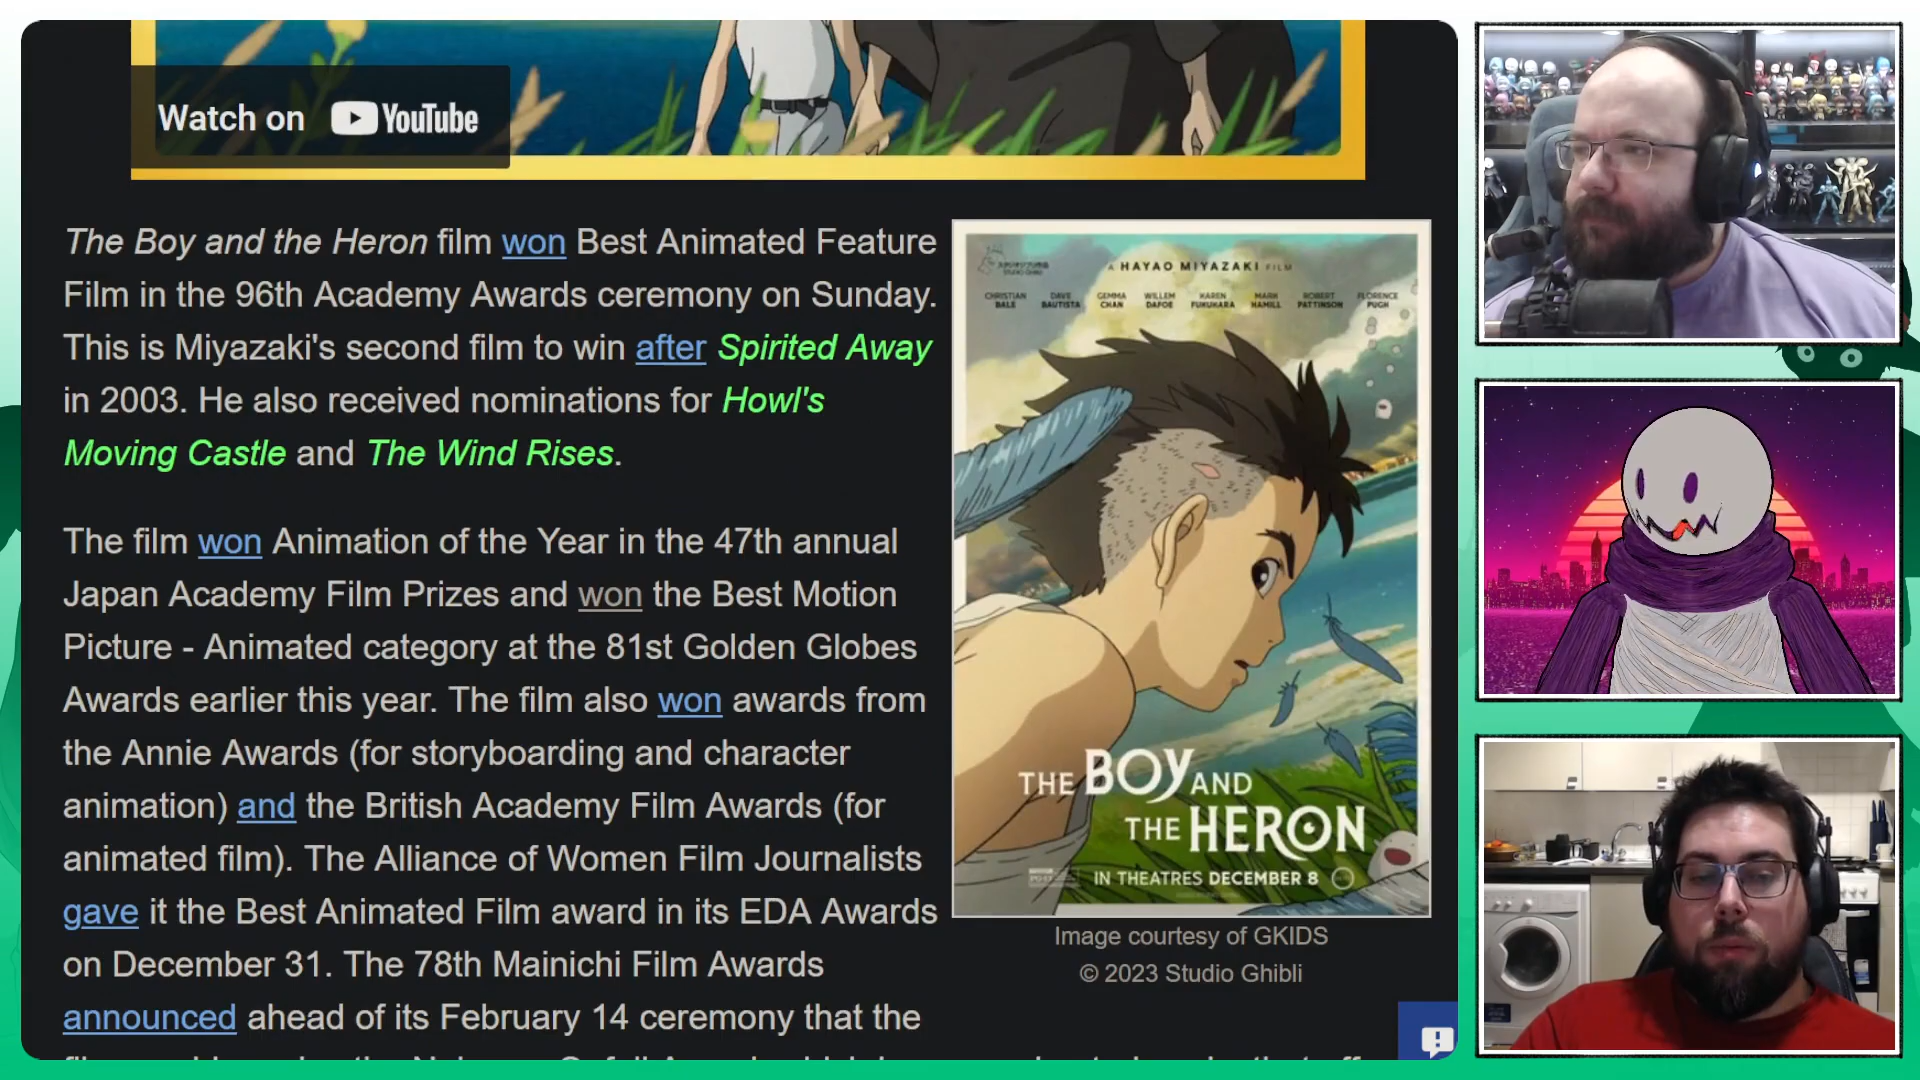 Watch on YouTube
The Boy and the Heron film won Best Animated Feature
Film in the 96th Academy Awards ceremony on Sunday.
This is Miyazaki's second film to win after Spirited Away
in 2003. He also received nominations for Howl's
Moving Castle and The Wind Rises.
The film won Animation of the Year in the 47th annual
Japan Academy Film Prizes and won the Best Motion
Picture - Animated category at the 81st Golden Globes
Awards earlier this year. The film also won awards from
the Annie Awards (for storyboarding and character
animation) and the British Academy Film Awards (for
animated film). The Alliance of Women Film Journalists
gave it the Best Animated Film award in its EDA Awards
on December 31. The 78th Mainichi Film Awards
announced ahead of its February 14 ceremony that the
A HAYAO MIYAZAKI FILM
CHRISTIAN BALE DAVE BAUTISTA GEMMA CHAN WILLEM DAFOE KAREN FUKUHARA MARK HAMILL ROBERT PATTINSON FLORENCE PUGH
THE BOY AND
THE HERON
IN THEATRES DECEMBER 8
Image courtesy of GKIDS
© 2023 Studio Ghibli